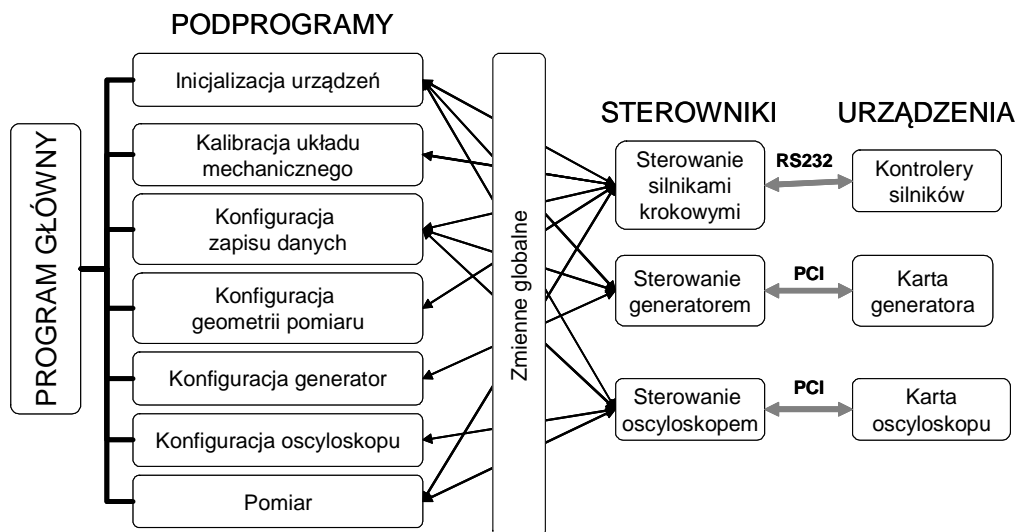 PODPROGRAMY
Inicjalizacja urządzeń
Kalibracja układu
mechanicznego
Konfiguracja
zapisu danych
Konfiguracja
geometrii pomiaru
Konfiguracja generator
Konfiguracja oscyloskopu
Pomiar
PROGRAM GŁÓWNY
Zmienne globalne
STEROWNIKI
Sterowanie
silnikami
krokowymi
Sterowanie
generatorem
Sterowanie
oscyloskopem
RS232
PCI
PCI
URZĄDZENIA
Kontrolery
silników
Karta
generatora
Karta
oscyloskopu